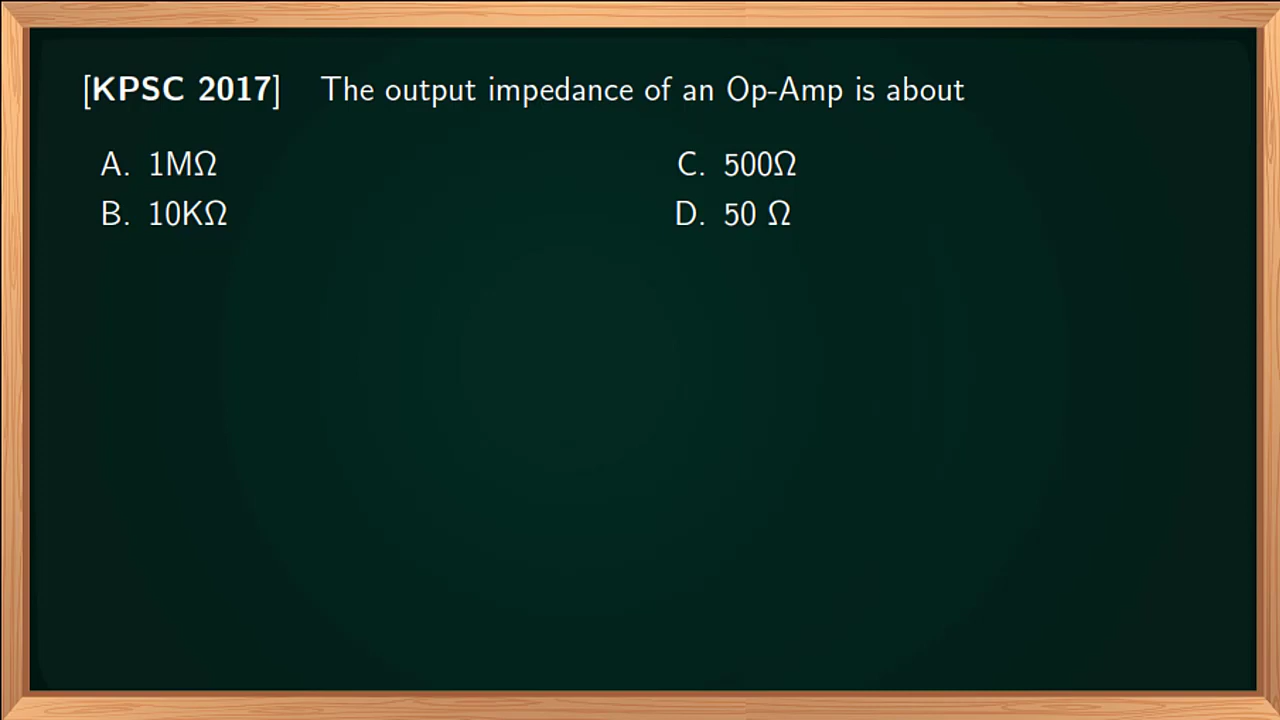 [KPSC 2017] The output impedance of an Op-Amp is about
A. 1MΩ
B. 10KΩ
C. 500Ω
D. 50 Ω